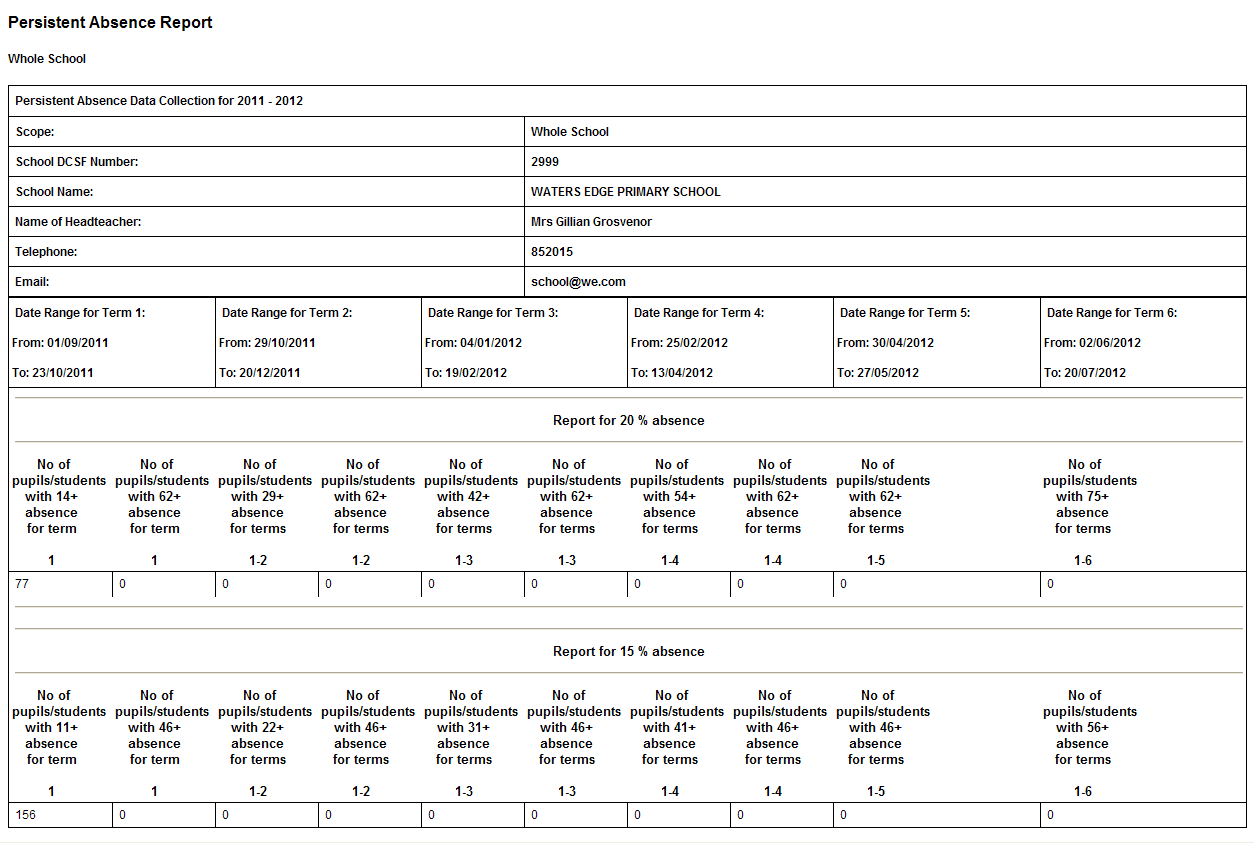 Persistent Absence Report
Whole School
Persistent Absence Data Collection for 2011 - 2012
Scope: Whole School
School DCSF Number: 2999
School Name: WATERS EDGE PRIMARY SCHOOL
Name of Headteacher: Mrs Gillian Grosvenor
Telephone: 852015
Email: school@we.com
Date Range for Term 1: Date Range for Term 2: Date Range for Term 3: Date Range for Term 4: Date Range for Term 5: Date Range for Term 6:
From: 01/09/2011 From: 29/10/2011 From: 04/01/2012 From: 25/02/2012 From: 30/04/2012 From: 02/06/2012
To: 23/10/2011 To: 20/12/2011 To: 19/02/2012 To: 13/04/2012 To: 27/05/2012 To: 20/07/2012
Report for 20 % absence
No of No of No of No of No of No of No of No of No of No of
pupils/students pupils/students pupils/students pupils/students pupils/students pupils/students pupils/students pupils/students pupils/students pupils/students
with 14+ with 62+ with 29+ with 62+ with 42+ with 62+ with 54+ with 62+ with 62+ with 75+
absence absence absence absence absence absence absence absence absence absence
for term for term for terms for terms for terms for terms for terms for terms for terms for terms
1 1 1-2 1-2 1-3 1-3 1-4 1-4 1-5 1-6
77 0 0 0 0 0 0 0 0 0
Report for 15 % absence
No of No of No of No of No of No of No of No of No of No of
pupils/students pupils/students pupils/students pupils/students pupils/students pupils/students pupils/students pupils/students pupils/students pupils/students
with 11+ with 46+ with 22+ with 46+ with 31+ with 46+ with 41+ with 46+ with 46+ with 56+
absence absence absence absence absence absence absence absence absence absence
for term for term for terms for terms for terms for terms for terms for terms for terms for terms
1 1 1-2 1-2 1-3 1-3 1-4 1-4 1-5 1-6
156 0 0 0 0 0 0 0 0 0